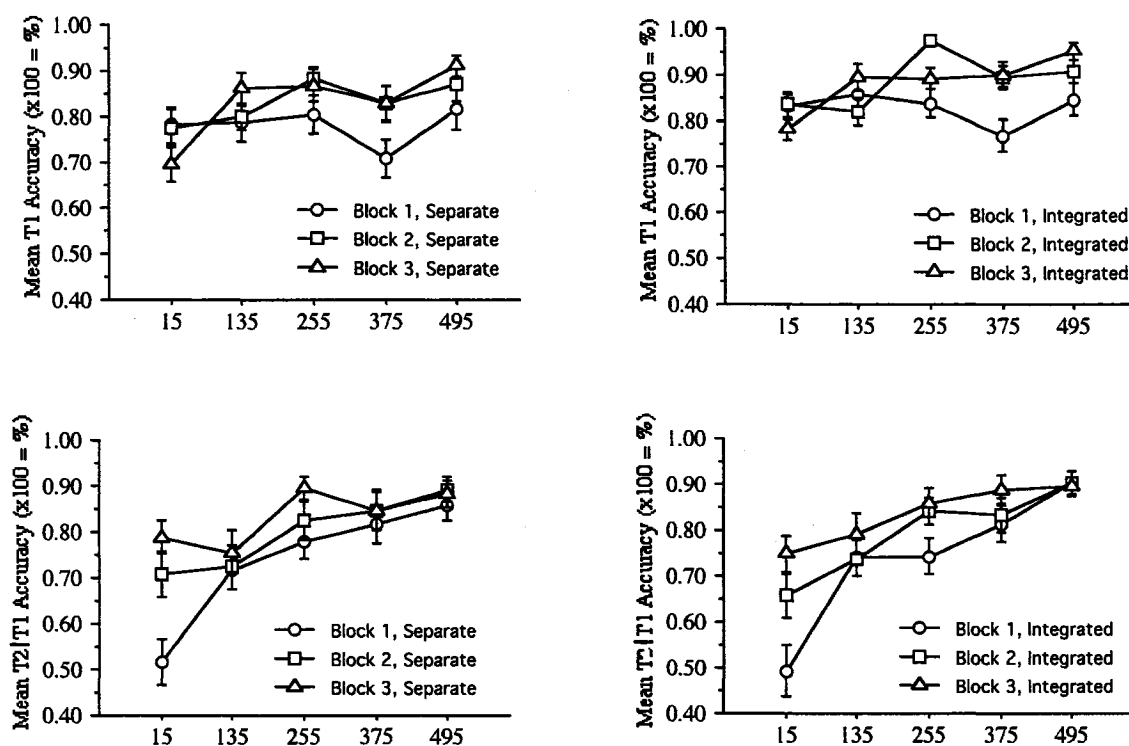 Mean T1 Accuracy (x100 = %)
1.00
0.90
0.80
0.70
0.60
0.50
0.40
Block 1, Separate
Block 2, Separate
Block 3, Separate
15 135 255 375 495
Mean T1 Accuracy (x100 = %)
1.00
0.90
0.80
0.70
0.60
0.50
0.40
Block 1, Integrated
Block 2, Integrated
Block 3, Integrated
15 135 255 375 495
Mean T2|T1 Accuracy (x100 = %)
1.00
0.90
0.80
0.70
0.60
0.50
0.40
Block 1, Separate
Block 2, Separate
Block 3, Separate
15 135 255 375 495
Mean T2|T1 Accuracy (x100 = %)
1.00
0.90
0.80
0.70
0.60
0.50
0.40
Block 1, Integrated
Block 2, Integrated
Block 3, Integrated
15 135 255 375 495